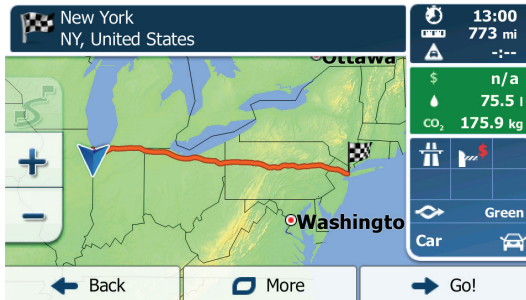 New York
NY, United States
13:00
773 mi
-:--
$ n/a
75.5 l
CO₂ 175.9 kg
$
Green
Car
Ottawa
Washingto
+
-
Back
More
Go!